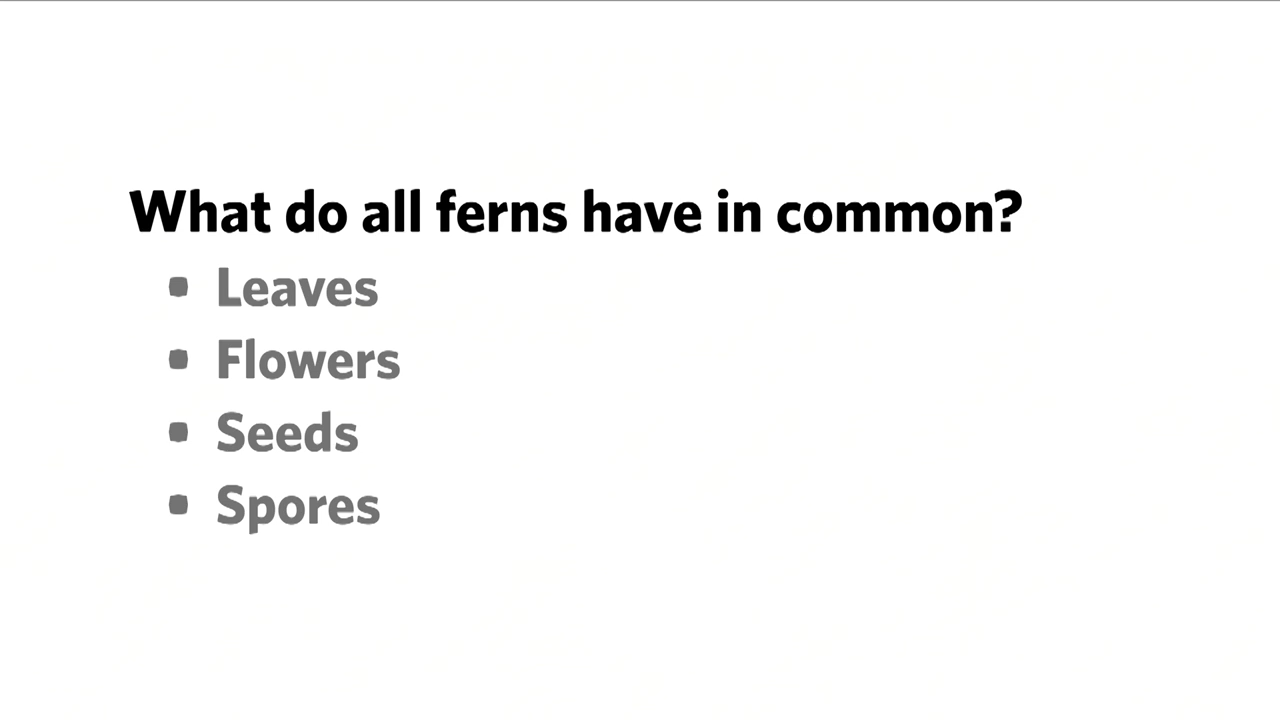 What do all ferns have in common?
▪ Leaves
▪ Flowers
▪ Seeds
▪ Spores